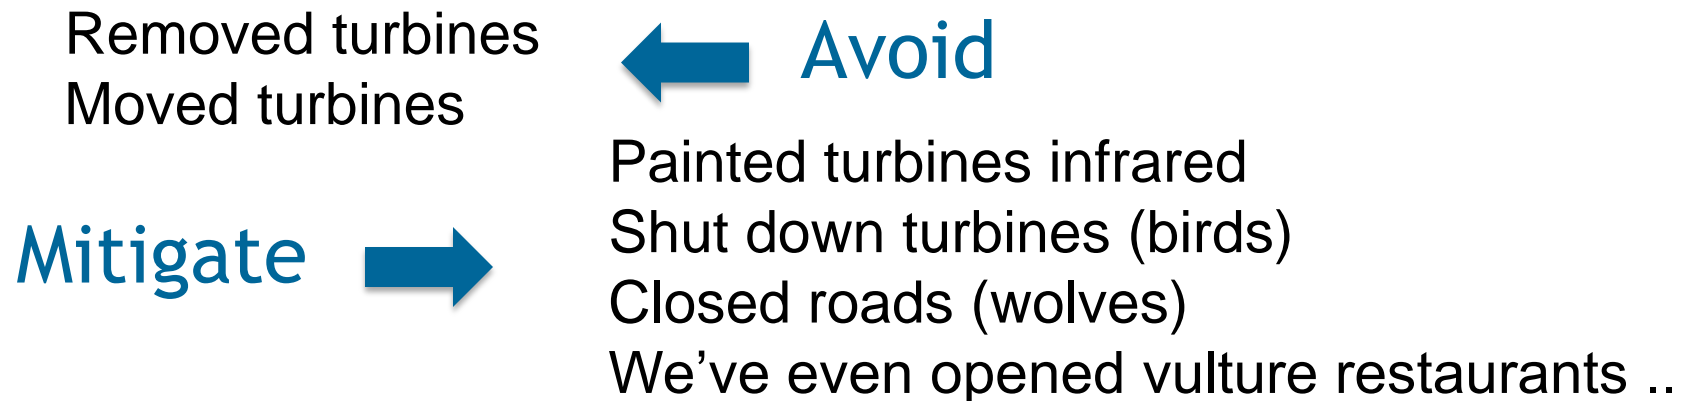 Avoid
Removed turbines
Moved turbines
Mitigate
Painted turbines infrared
Shut down turbines (birds)
Closed roads (wolves)
We’ve even opened vulture restaurants ..